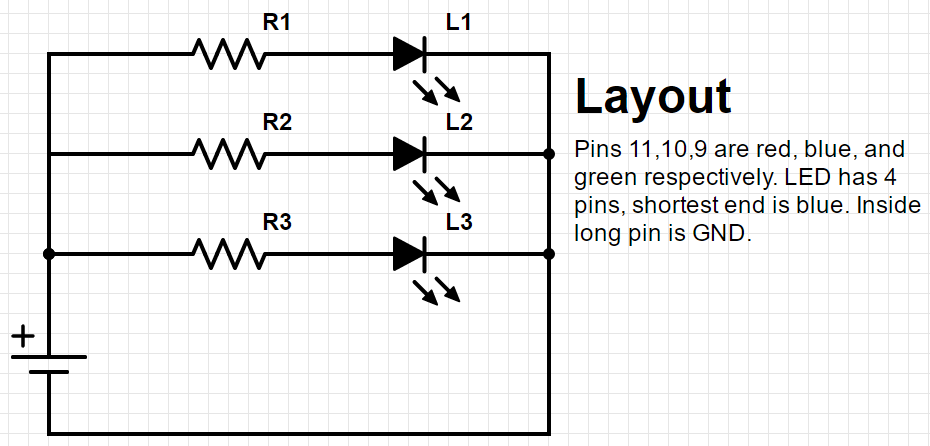 R1
L1
R2
L2
R3
L3
+
Layout
Pins 11,10,9 are red, blue, and
green respectively. LED has 4
pins, shortest end is blue. Inside
long pin is GND.